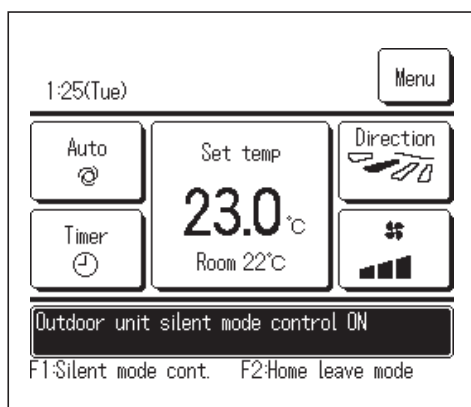 1:25(Tue)
Menu
Auto
Set temp
Direction
23.0°C
Timer
Room 22°C
Outdoor unit silent mode control ON
F1:Silent mode cont. F2:Home leave mode